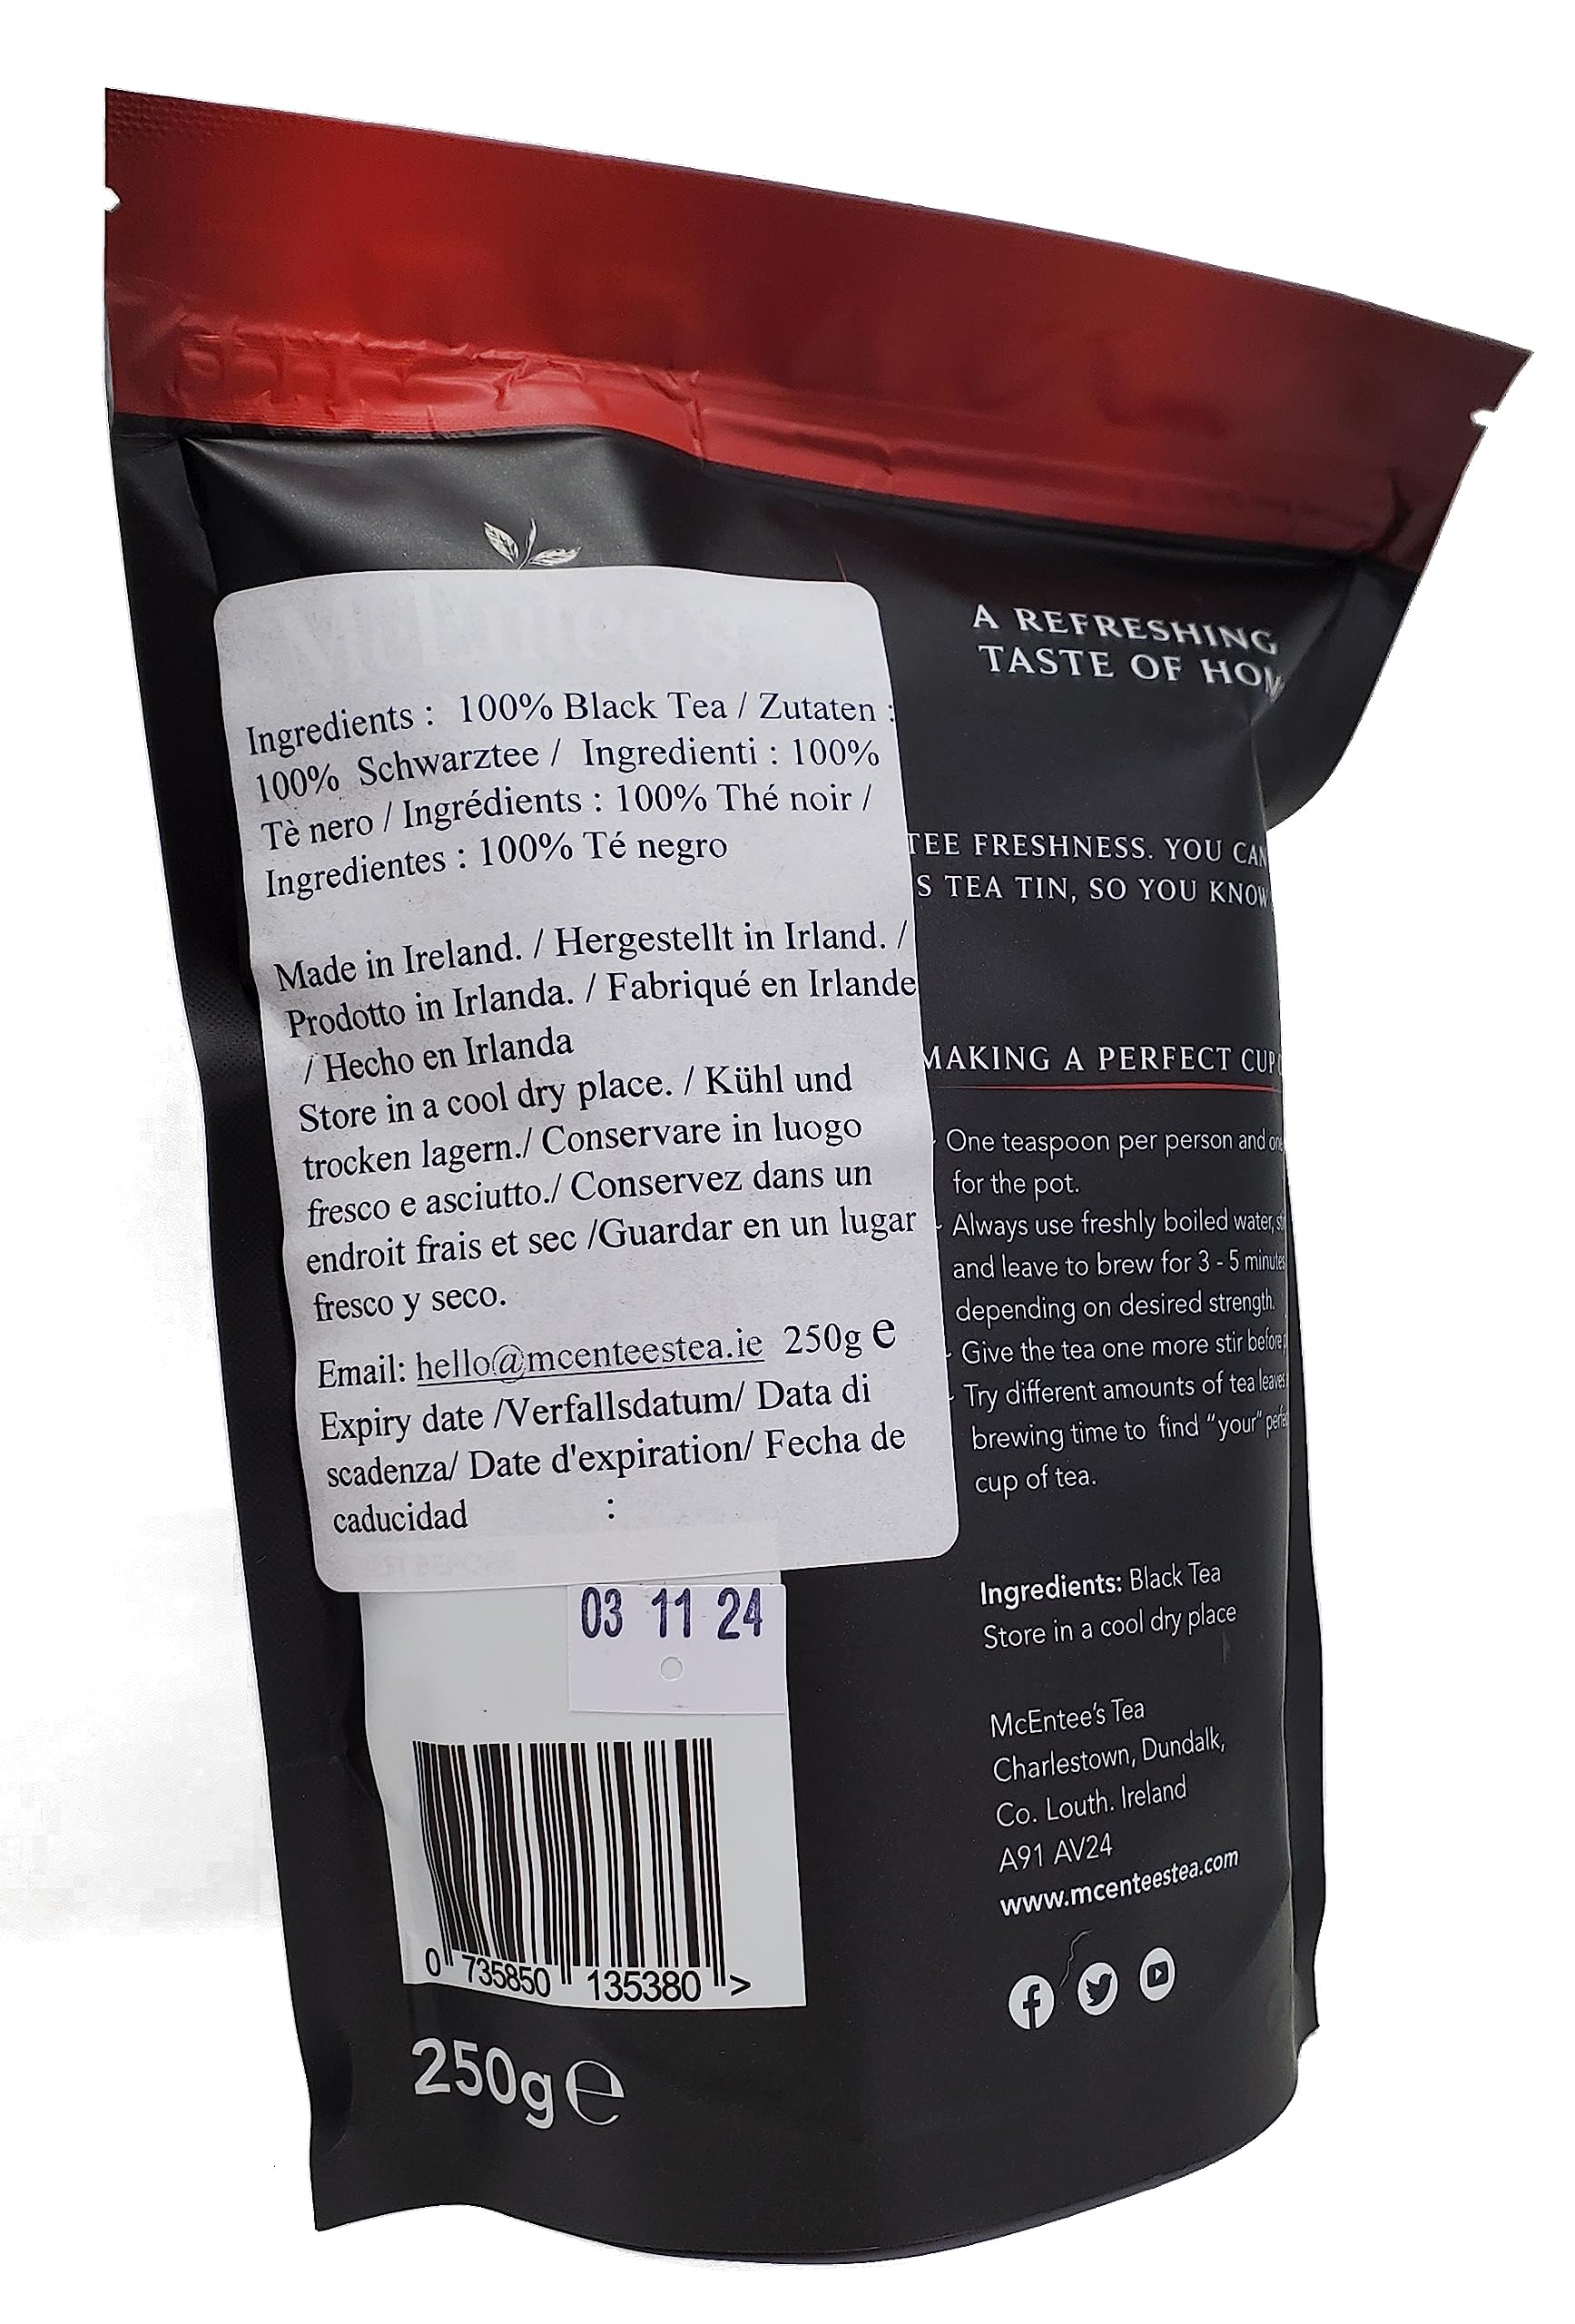 Ingredients : 100% Black Tea / Zutaten :
100% Schwarztee / Ingredienti : 100%
Tè nero / Ingrédients : 100% Thé noir /
Ingredientes : 100% Té negro
Made in Ireland. / Hergestellt in Irland. /
Prodotto in Irlanda. / Fabriqué en Irlande
/ Hecho en Irlanda
Store in a cool dry place. / Kühl und
trocken lagern./ Conservare in luogo
fresco e asciutto./ Conservez dans un
endroit frais et sec /Guardar en un lugar
fresco y seco.
Email: hello@mcenteestea.ie 250g e
Expiry date /Verfallsdatum/ Data di
scadenza/ Date d'expiration/ Fecha de
caducidad :
03 11 24
0 735850 135380 >
250g e
A REFRESHING
TASTE OF
FRESHNESS. YOU CAN
TEA TIN, SO YOU KNOW
MAKING A PERFECT CUP
One teaspoon per person and
for the pot.
Always use freshly boiled water,
and leave to brew for 3 - 5 minutes
depending on desired strength.
Give the tea one more stir before
Try different amounts of tea leaves
brewing time to find "your"
cup of tea.
Ingredients: Black Tea
Store in a cool dry place
McEntee's Tea
Charlestown, Dundalk,
Co. Louth. Ireland
A91 AV24
www.mcenteestea.com